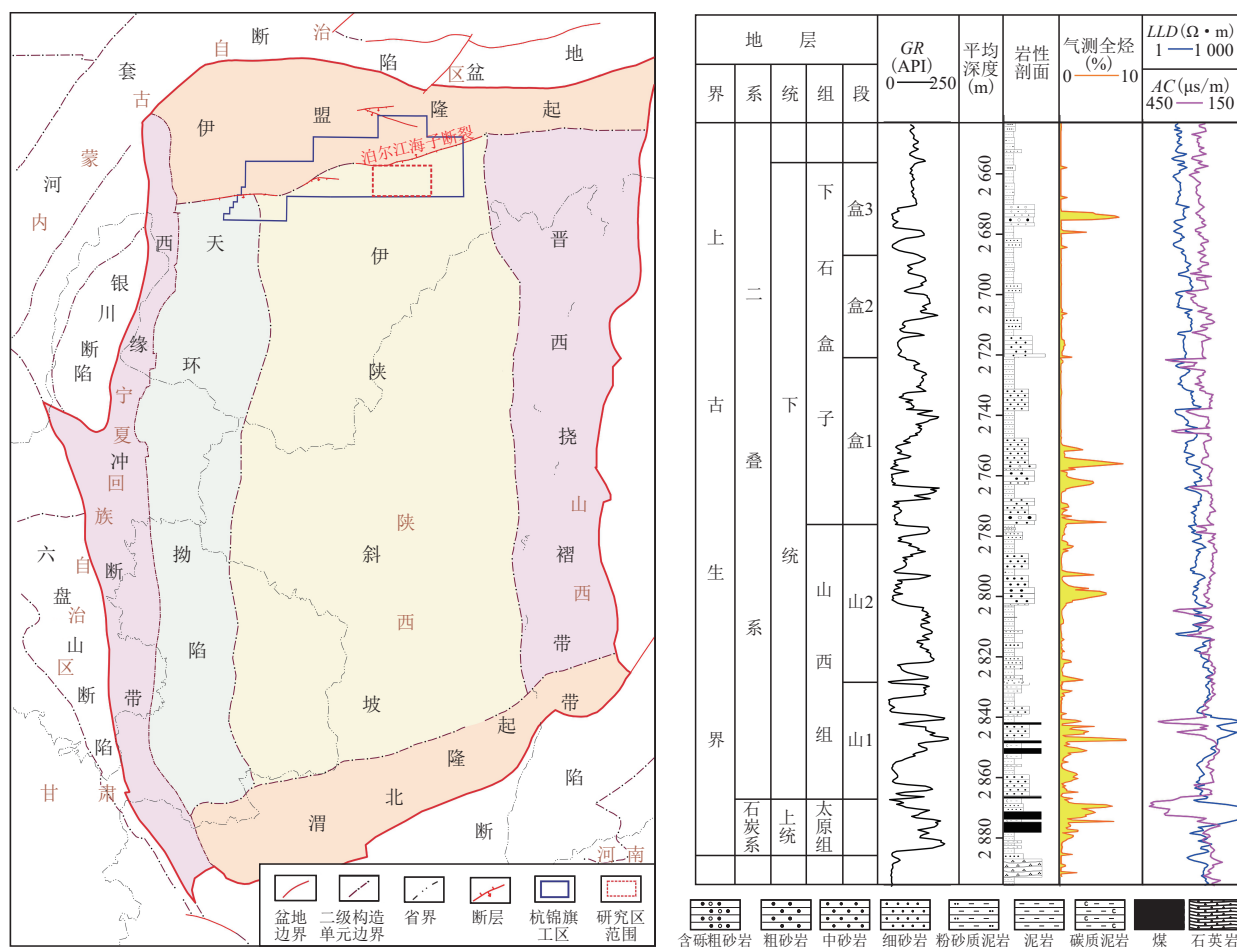 断
治
自
陷
地
套
区
盆
古
伊
盟
隆
起
泊尔江海子断裂
蒙
河
内
西
天
伊
晋
银
川
断
陷
缘
环
陕
西
宁
夏
冲
回
族
挠
陕
山
六
盘
山
断
陷
自
治
区
断
拗
斜
褶
西
西
陷
带
坡
带
起
带
隆
甘
肃
北
陷
渭
断
河南
盆地
边界
二级构造
单元边界
省界
断层
杭锦旗
工区
研究区
范围
地 层
GR
(API)
0 250
平均
深度
(m)
岩性
剖面
气测全烃
(%)
0 10
LLD(Ω·m)
1 1 000
AC(μs/m)
450 150
界 系 统 组 段
上 古 生 界
二 叠 系
下 统
下 石 盒 子
盒3
盒2
盒1
山 西 组
山2
山1
石炭系
上统
太原组
2 660
2 680
2 700
2 720
2 740
2 760
2 780
2 800
2 820
2 840
2 860
2 880
含砾粗砂岩
粗砂岩
中砂岩
细砂岩
粉砂质泥岩
泥岩
碳质泥岩
煤
石英岩